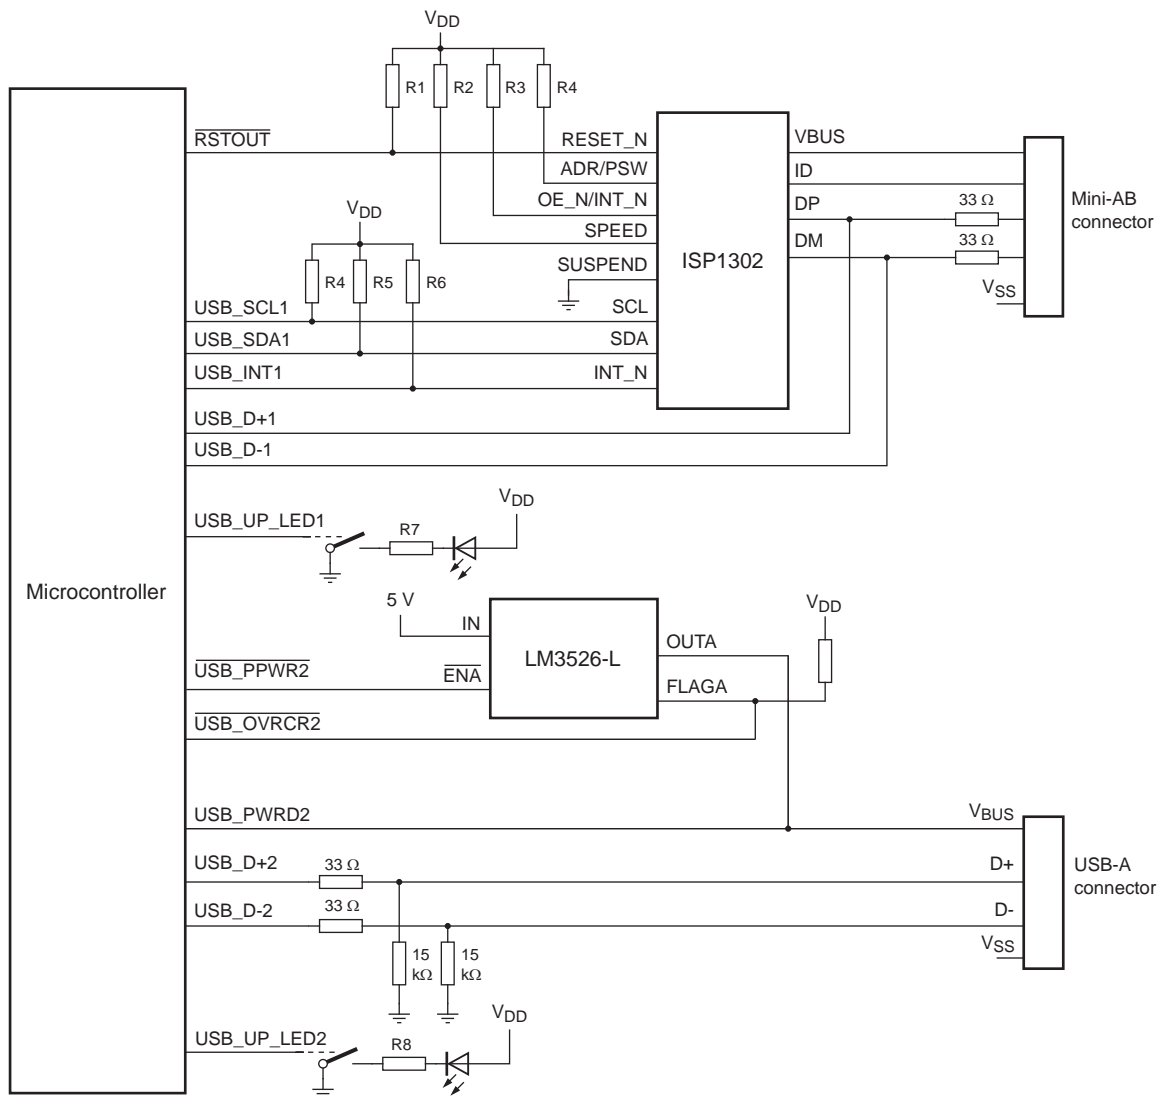 VDD
R1 R2 R3 R4
RSTOUT
RESET_N
ADR/PSW
OE_N/INT_N
SPEED
SUSPEND
ISP1302
VBUS
ID
DP
33 Ω
DM
33 Ω
VSS
Mini-AB
connector
VDD
R4 R5 R6
USB_SCL1
SCL
USB_SDA1
SDA
USB_INT1
INT_N
USB_D+1
USB_D-1
USB_UP_LED1
R7
VDD
Microcontroller
5 V
IN
LM3526-L
OUTA
VDD
USB_PPWR2
ENA
FLAGA
USB_OVRCR2
USB_PWRD2
VBUS
USB_D+2
33 Ω
D+
USB-A
connector
USB_D-2
33 Ω
D-
VSS
15
kΩ
15
kΩ
USB_UP_LED2
R8
VDD